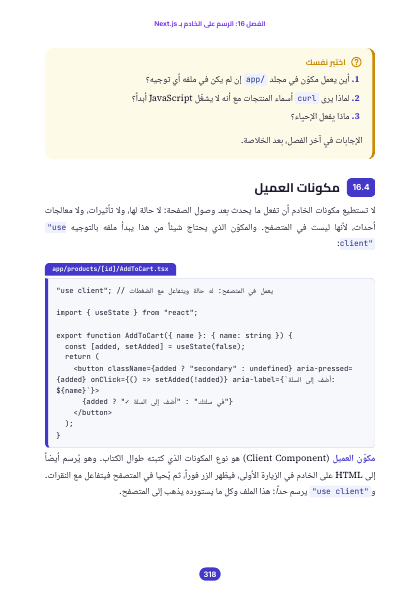 الفصل 16: الرسم على الخادم بـ Next.js
اختبر نفسك
1. أين يعمل مكوّن في مجلد app/ إن لم يكن في ملفه أي توجيه؟
2. لماذا يرى curl أسماء المنتجات مع أنه لا يشغّل JavaScript أبداً؟
3. ماذا يفعل الإحياء؟
الإجابات في آخر الفصل، بعد الخلاصة.
16.4 مكونات العميل
لا تستطيع مكونات الخادم أن تفعل ما يحدث بعد وصول الصفحة: لا حالة لها، ولا تأثيرات، ولا معالجات
أحداث، لأنها ليست في المتصفح. والمكوّن الذي يحتاج شيئاً من هذا يبدأ ملفه بالتوجيه "use
client":
app/products/[id]/AddToCart.tsx
"use client"; // يعمل في المتصفح: له حالة ويتفاعل مع الضغطات
import { useState } from "react";
export function AddToCart({ name }: { name: string }) {
const [added, setAdded] = useState(false);
return (
<button className={added ? "secondary" : undefined} aria-pressed=
{added} onClick={() => setAdded(!added)} aria-label={`أضف إلى السلة:
${name}`}>
{added ? "في سلتك ✓" : "أضف إلى السلة"}
</button>
);
}
مكوّن العميل (Client Component) هو نوع المكونات الذي كتبته طوال الكتاب. وهو يُرسم أيضاً
إلى HTML على الخادم في الزيارة الأولى، فيظهر الزر فوراً، ثم يُحيا في المتصفح فيتفاعل مع النقرات.
و "use client" يرسم حداً: هذا الملف وكل ما يستورده يذهب إلى المتصفح.
318